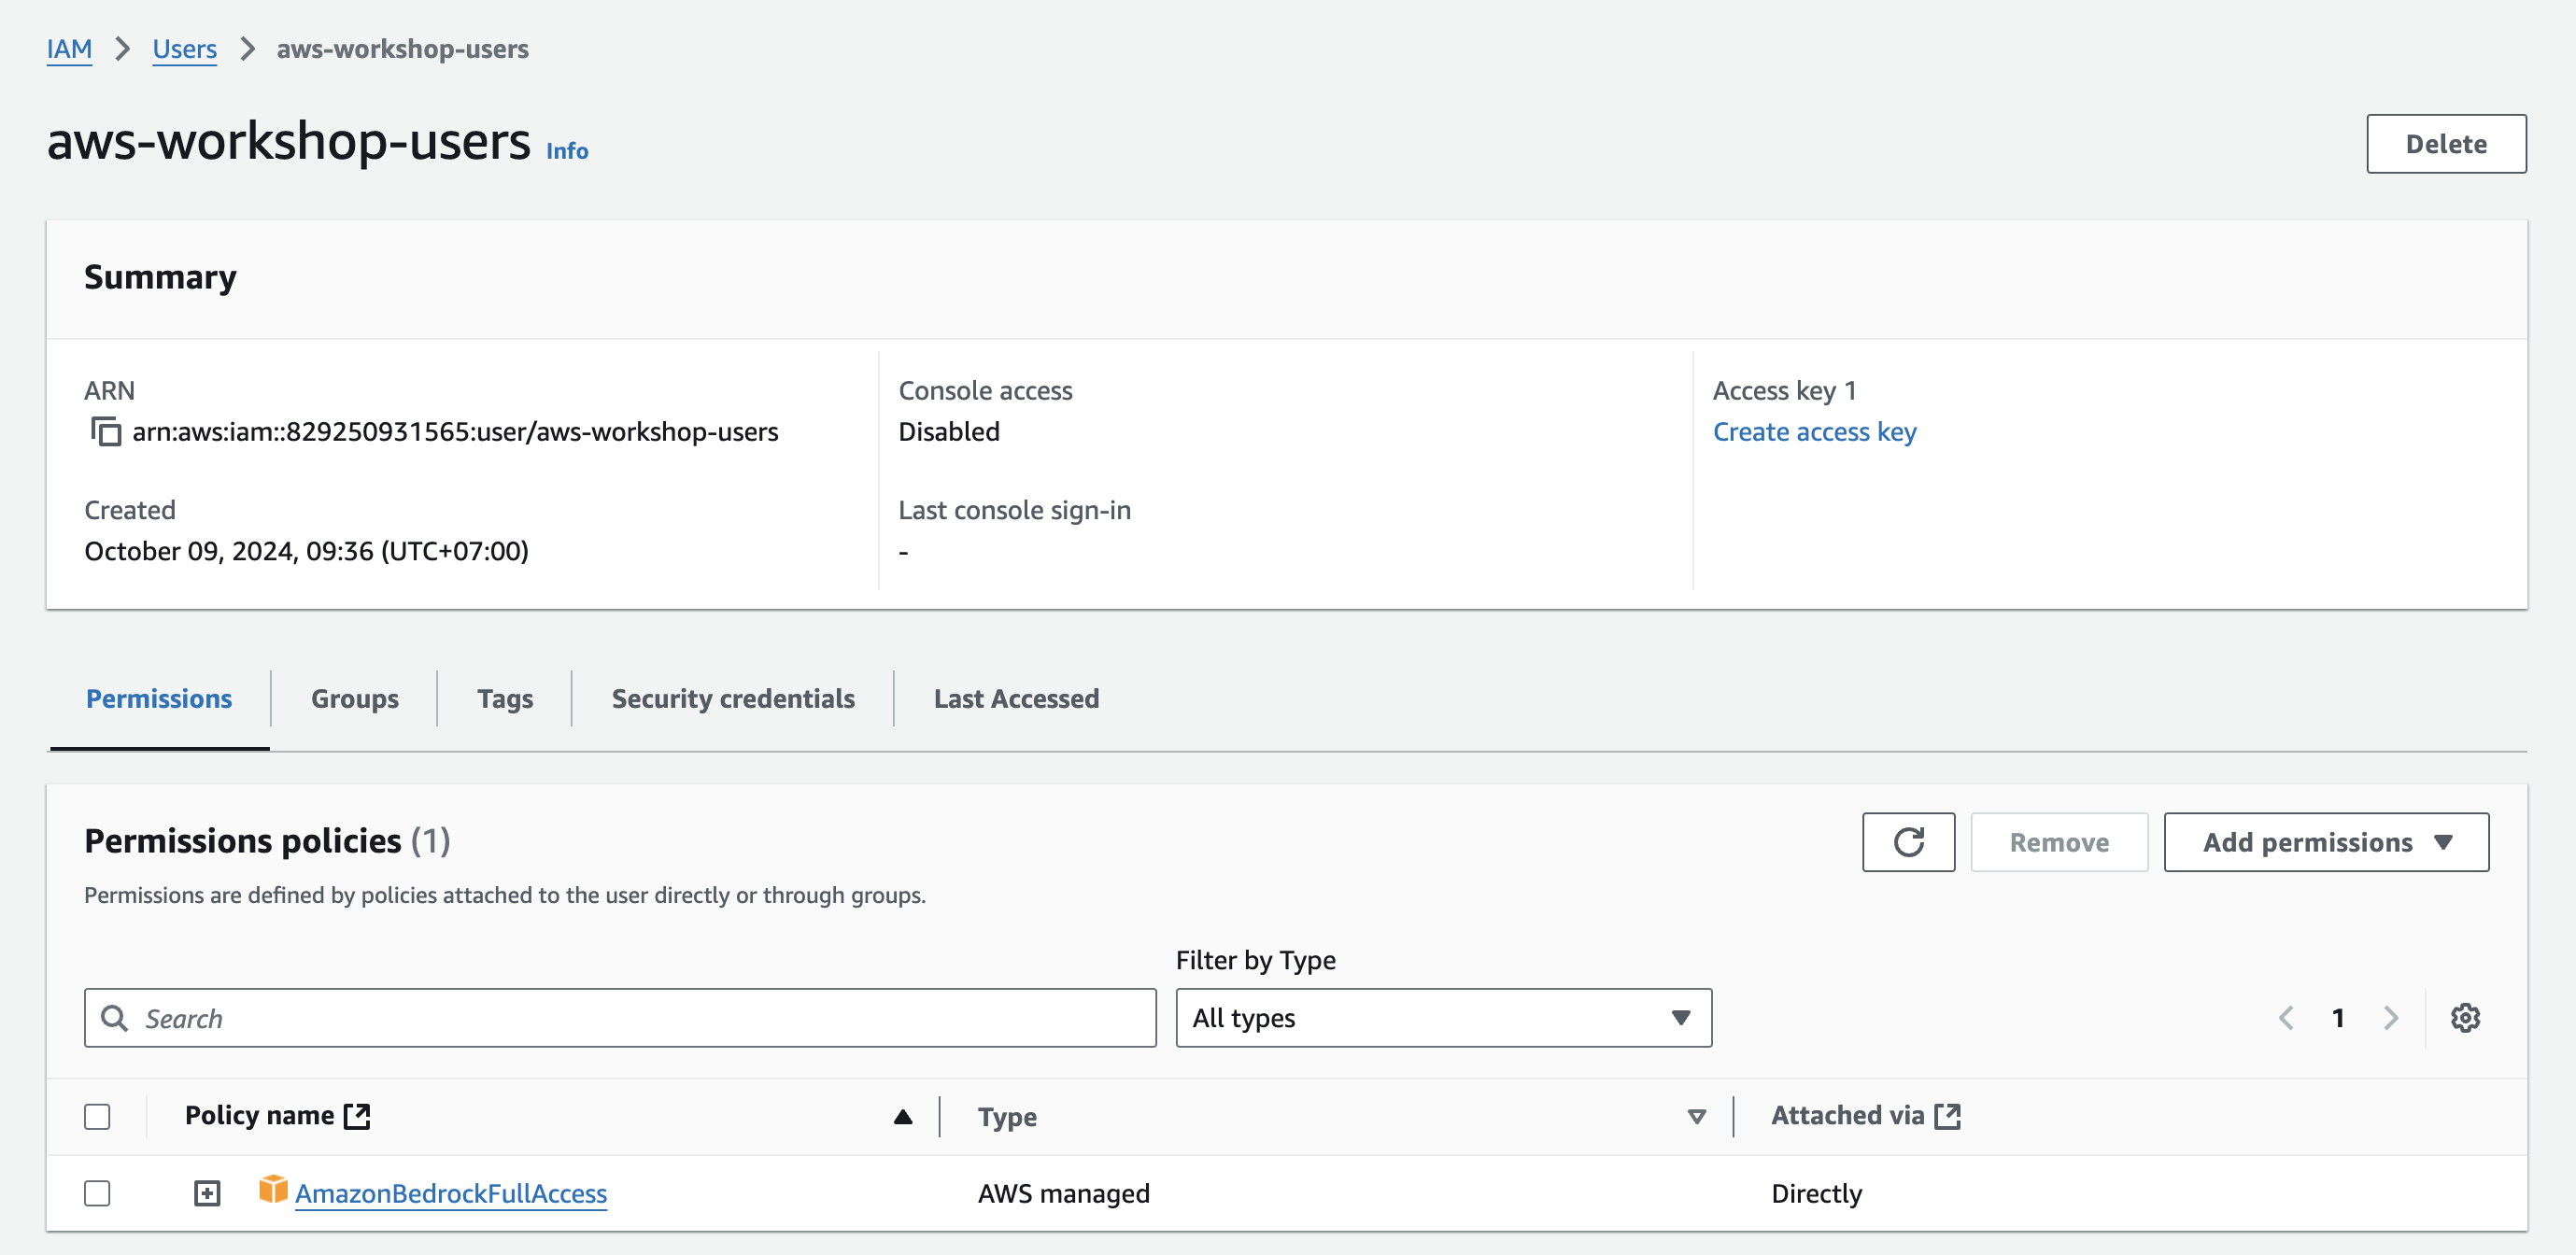 IAM > Users > aws-workshop-users
aws-workshop-users Info
Delete
Summary
ARN
arn:aws:iam::829250931565:user/aws-workshop-users
Created
October 09, 2024, 09:36 (UTC+07:00)
Console access
Disabled
Last console sign-in
-
Access key 1
Create access key
Permissions
Groups
Tags
Security credentials
Last Accessed
Permissions policies (1)
Permissions are defined by policies attached to the user directly or through groups.
Remove
Add permissions
Search
Filter by Type
All types
1
Policy name
Type
Attached via
AmazonBedrockFullAccess
AWS managed
Directly